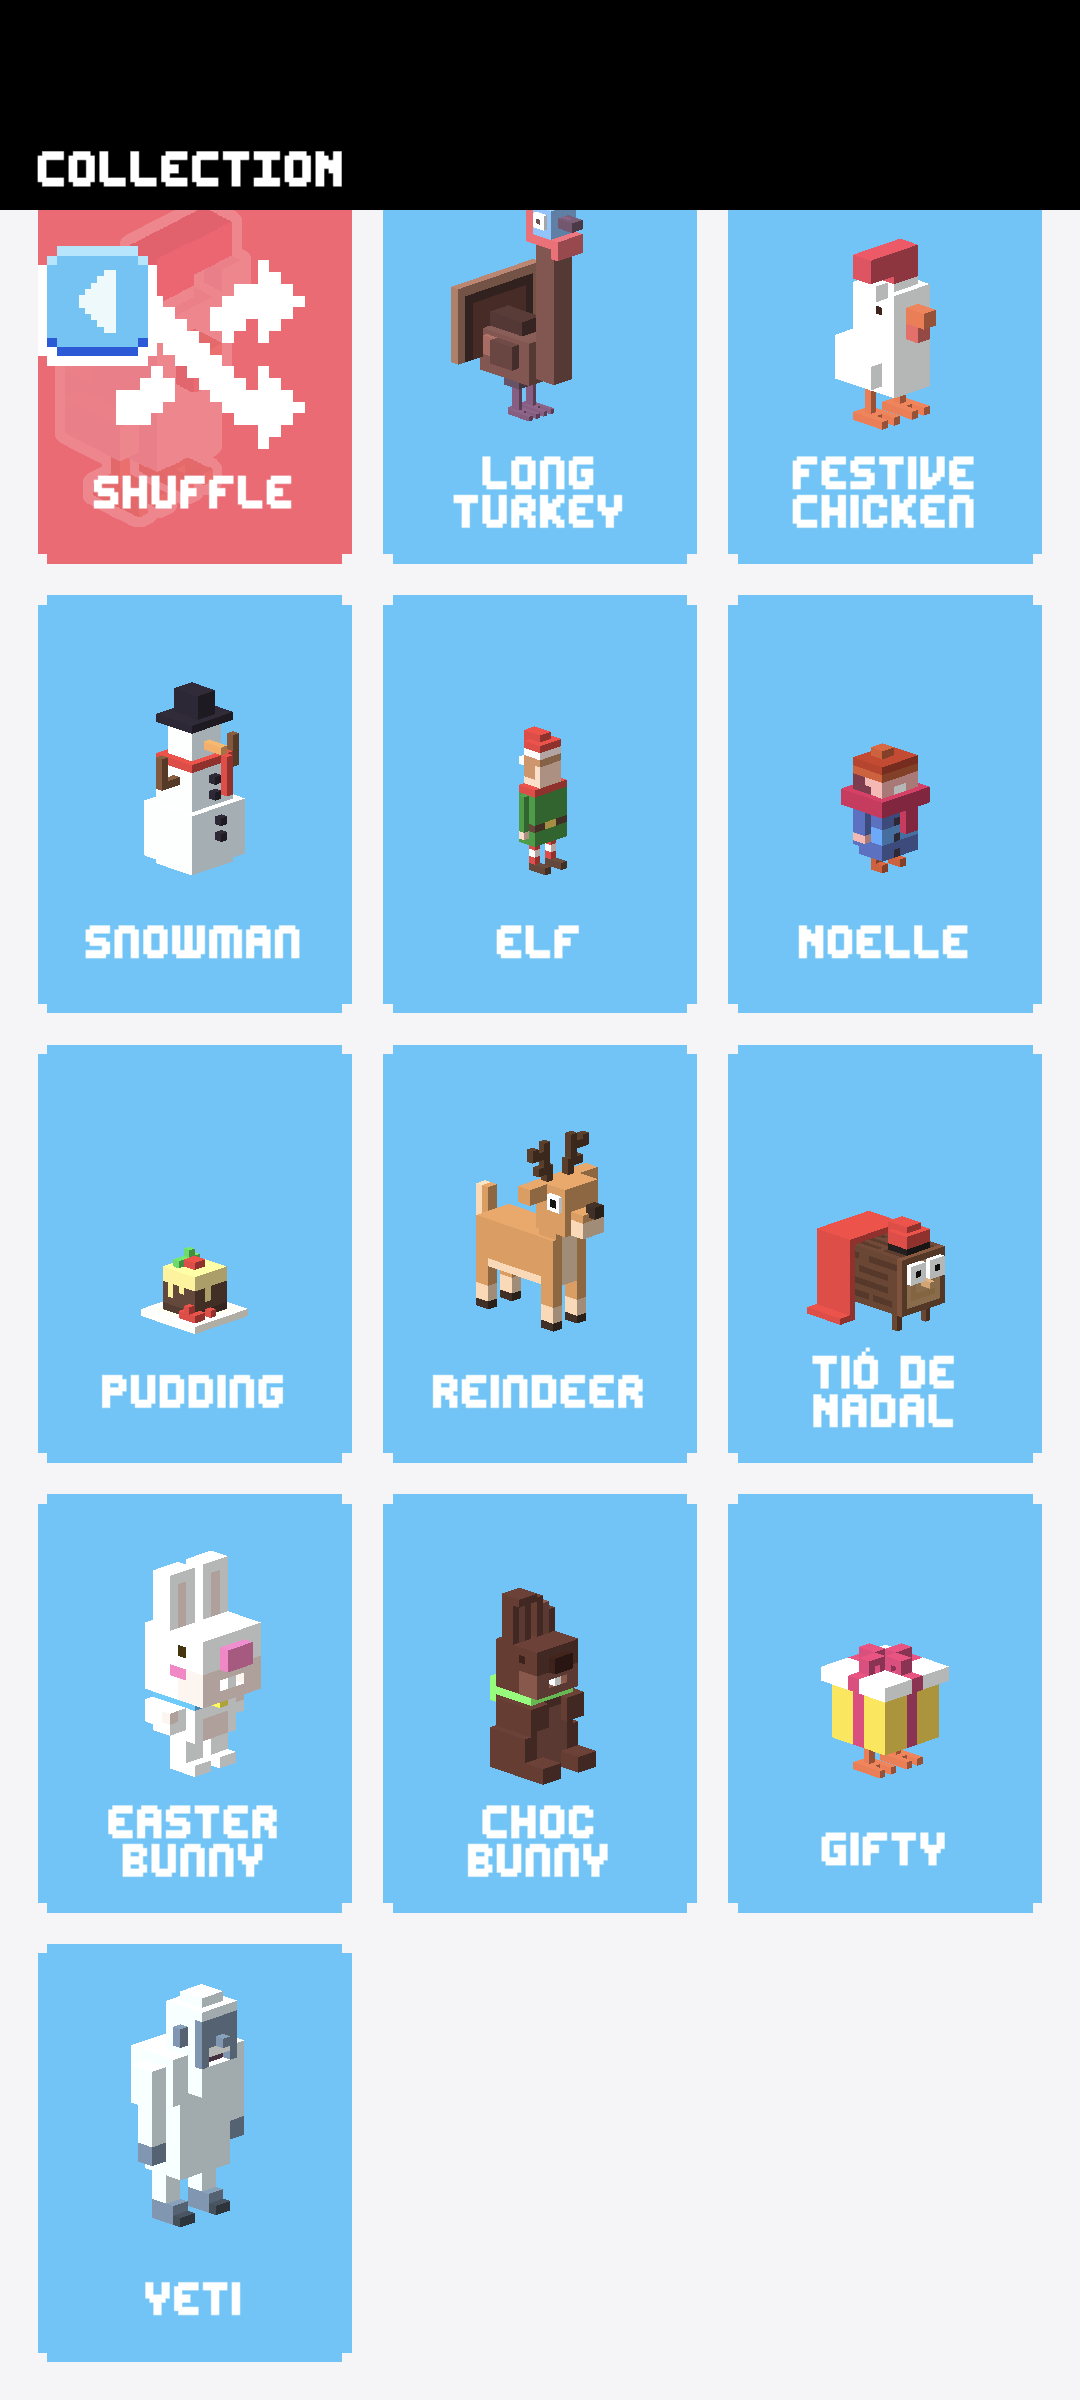 COLLECTION
SHUFFLE
LONG
TURKEY
FESTIVE
CHICKEN
SNOWMAN
ELF
NOELLE
PUDDING
REINDEER
TIÓ DE
NADAL
EASTER
BUNNY
CHOC
BUNNY
GIFTY
YETI